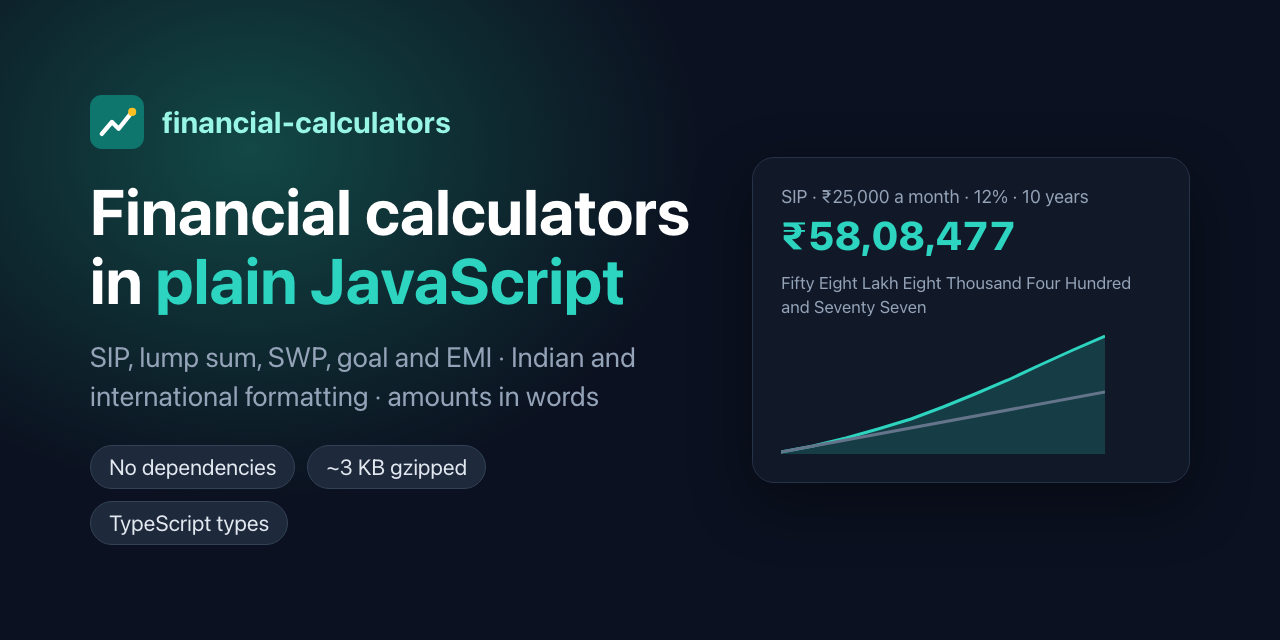 financial-calculators
Financial calculators
in plain JavaScript
SIP, lump sum, SWP, goal and EMI · Indian and
international formatting · amounts in words
No dependencies
~3 KB gzipped
TypeScript types
SIP · ₹25,000 a month · 12% · 10 years
₹58,08,477
Fifty Eight Lakh Eight Thousand Four Hundred
and Seventy Seven